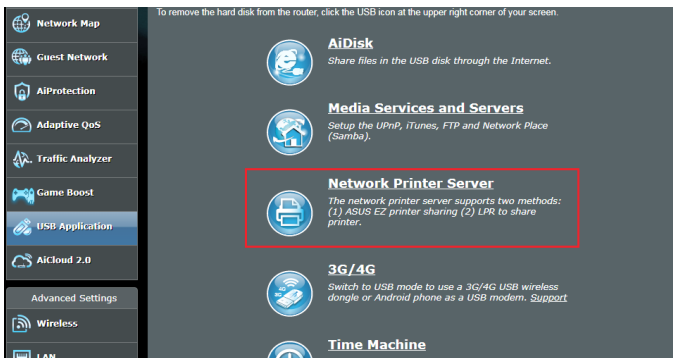 To remove the hard disk from the router, click the USB icon at the upper right corner of your screen.
Network Map
Guest Network
AiProtection
Adaptive QoS
Traffic Analyzer
Game Boost
USB Application
AiCloud 2.0
Advanced Settings
Wireless
LAN
AiDisk
Share files in the USB disk through the Internet.
Media Services and Servers
Setup the UPnP, iTunes, FTP and Network Place
(Samba).
Network Printer Server
The network printer server supports two methods:
(1) ASUS EZ printer sharing (2) LPR to share
printer.
3G/4G
4G
3G
Switch to USB mode to use a 3G/4G USB wireless
dongle or Android phone as a USB modem. Support
Time Machine